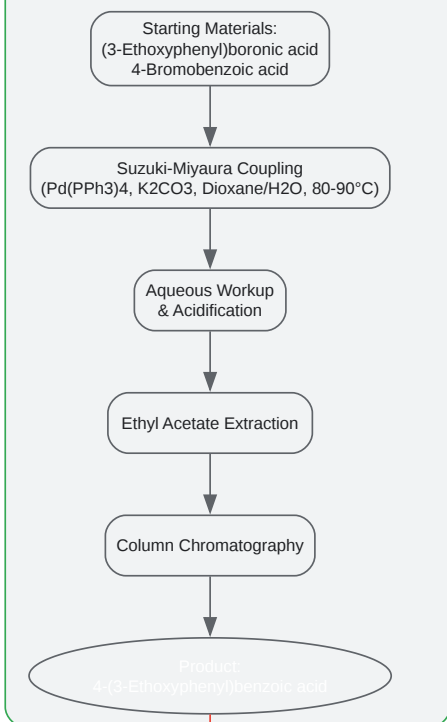 Starting Materials:
(3-Ethoxyphenyl)boronic acid
4-Bromobenzoic acid
Suzuki-Miyaura Coupling
(Pd(PPh3)4, K2CO3, Dioxane/H2O, 80-90°C)
Aqueous Workup
& Acidification
Ethyl Acetate Extraction
Column Chromatography
Product:
4-(3-Ethoxyphenyl)benzoic acid